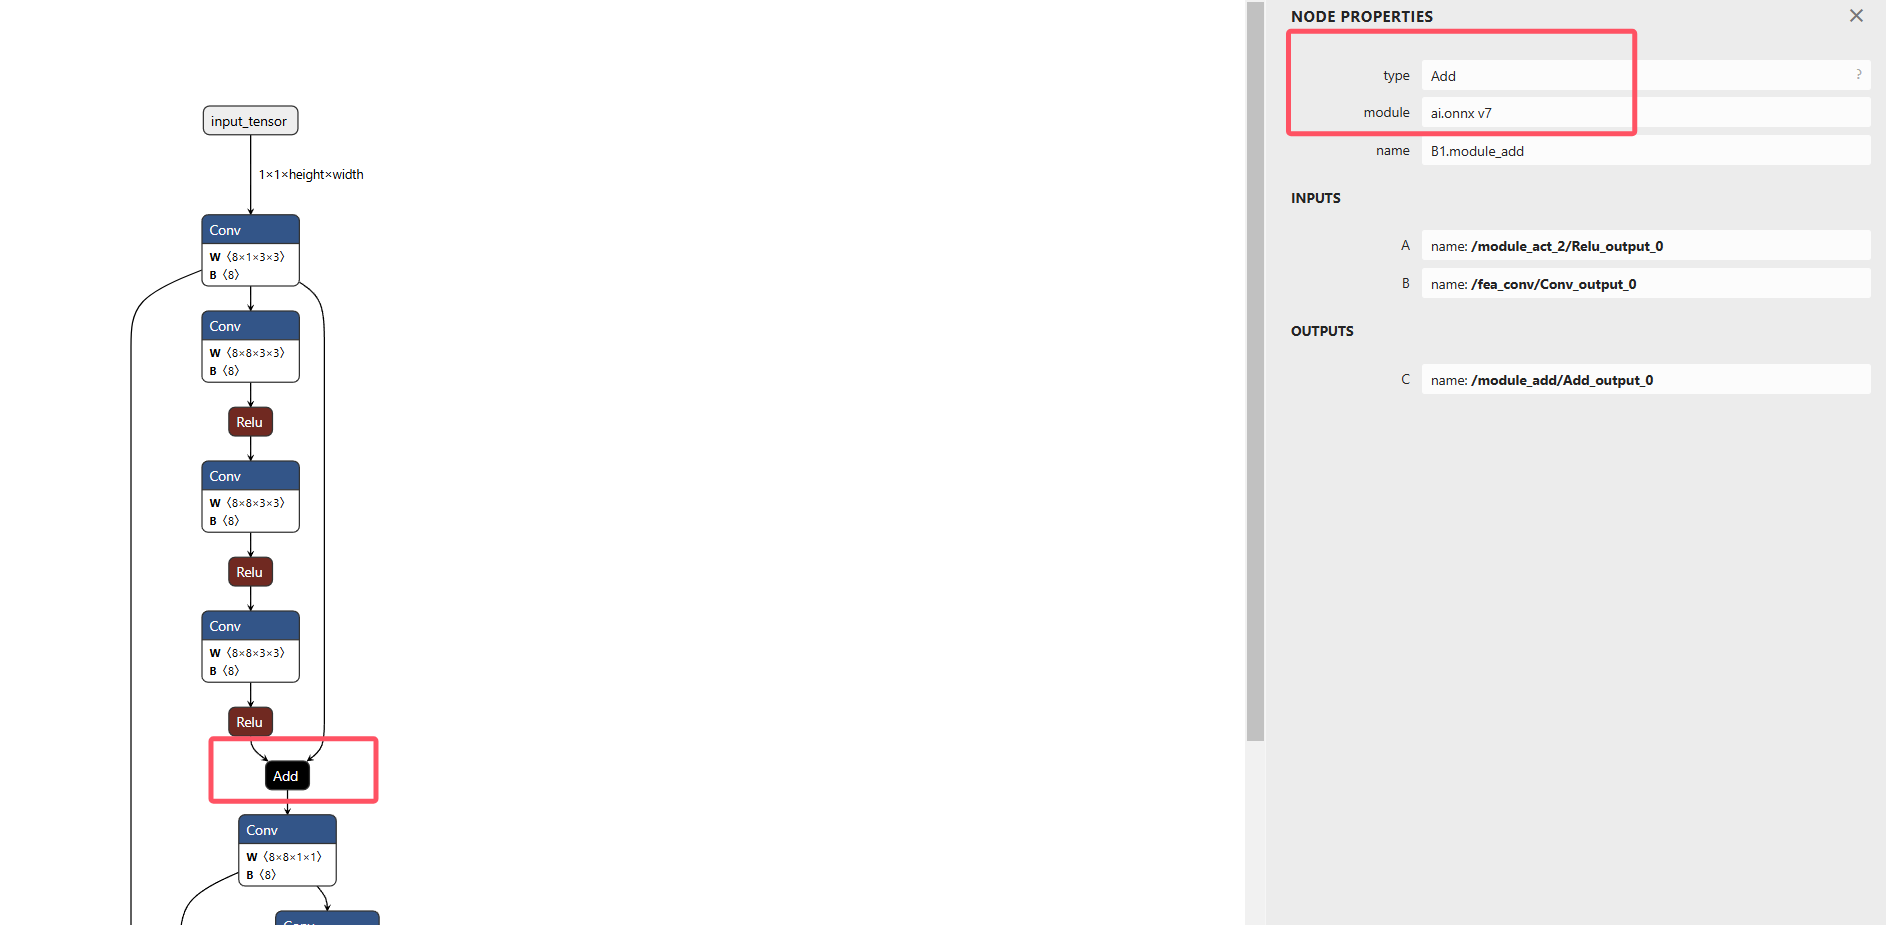 input_tensor
1×1×height×width
Conv
W 〈8×1×3×3〉
B 〈8〉
Conv
W 〈8×8×3×3〉
B 〈8〉
Relu
Conv
W 〈8×8×3×3〉
B 〈8〉
Relu
Conv
W 〈8×8×3×3〉
B 〈8〉
Relu
Add
Conv
W 〈8×8×1×1〉
B 〈8〉
Conv
NODE PROPERTIES
type Add ?
module ai.onnx v7
name B1.module_add
INPUTS
A name: /module_act_2/Relu_output_0
B name: /fea_conv/Conv_output_0
OUTPUTS
C name: /module_add/Add_output_0